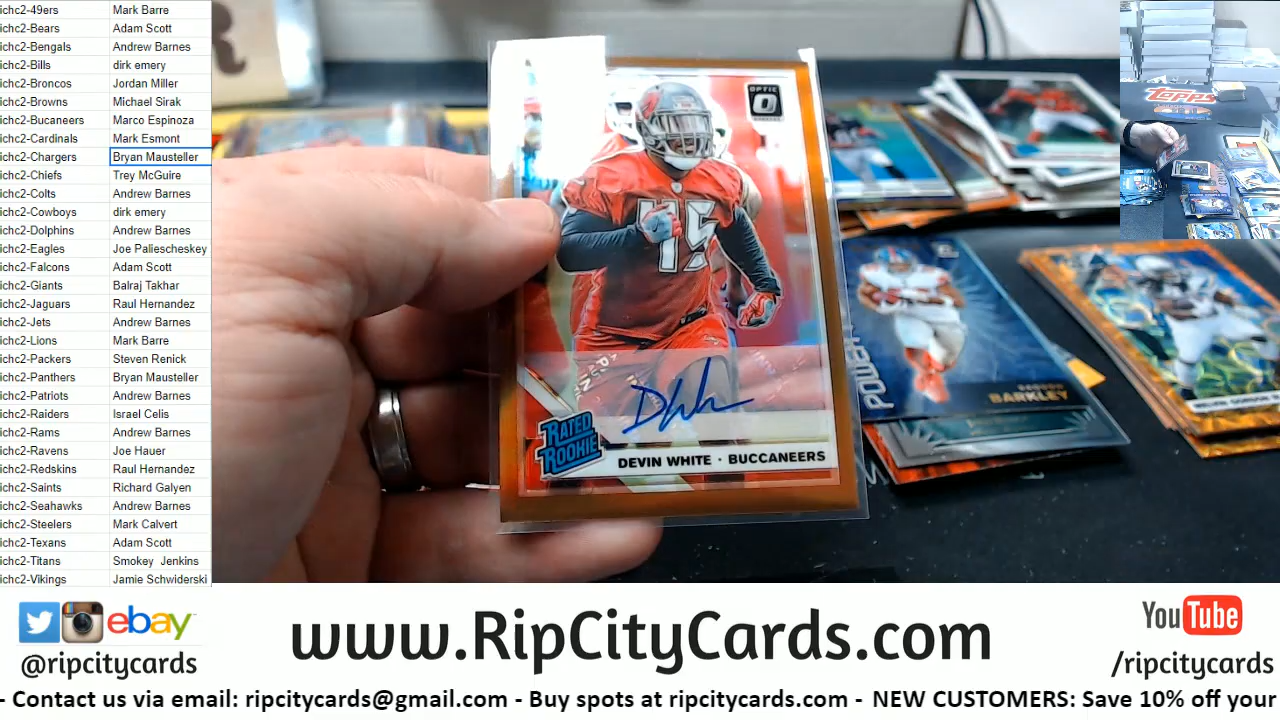 ichc2-49ers Mark Barre
ichc2-Bears Adam Scott
ichc2-Bengals Andrew Barnes
ichc2-Bills dirk emery
ichc2-Broncos Jordan Miller
ichc2-Browns Michael Sirak
ichc2-Bucaneers Marco Espinoza
ichc2-Cardinals Mark Esmont
ichc2-Chargers Bryan Mausteller
ichc2-Chiefs Trey McGuire
ichc2-Colts Andrew Barnes
ichc2-Cowboys dirk emery
ichc2-Dolphins Andrew Barnes
ichc2-Eagles Joe Paliescheskey
ichc2-Falcons Adam Scott
ichc2-Giants Balraj Takhar
ichc2-Jaguars Raul Hernandez
ichc2-Jets Andrew Barnes
ichc2-Lions Mark Barre
ichc2-Packers Steven Renick
ichc2-Panthers Bryan Mausteller
ichc2-Patriots Andrew Barnes
ichc2-Raiders Israel Celis
ichc2-Rams Andrew Barnes
ichc2-Ravens Joe Hauer
ichc2-Redskins Raul Hernandez
ichc2-Saints Richard Galyen
ichc2-Seahawks Andrew Barnes
ichc2-Steelers Mark Calvert
ichc2-Texans Adam Scott
ichc2-Titans Smokey Jenkins
ichc2-Vikings Jamie Schwiderski
OPTIC
45
RATED
ROOKIE
DEVIN WHITE · BUCCANEERS
POWER
BARKLEY
TOPPS
ebay
@ripcitycards
www.RipCityCards.com
YouTube
/ripcitycards
- Contact us via email: ripcitycards@gmail.com - Buy spots at ripcitycards.com - NEW CUSTOMERS: Save 10% off your